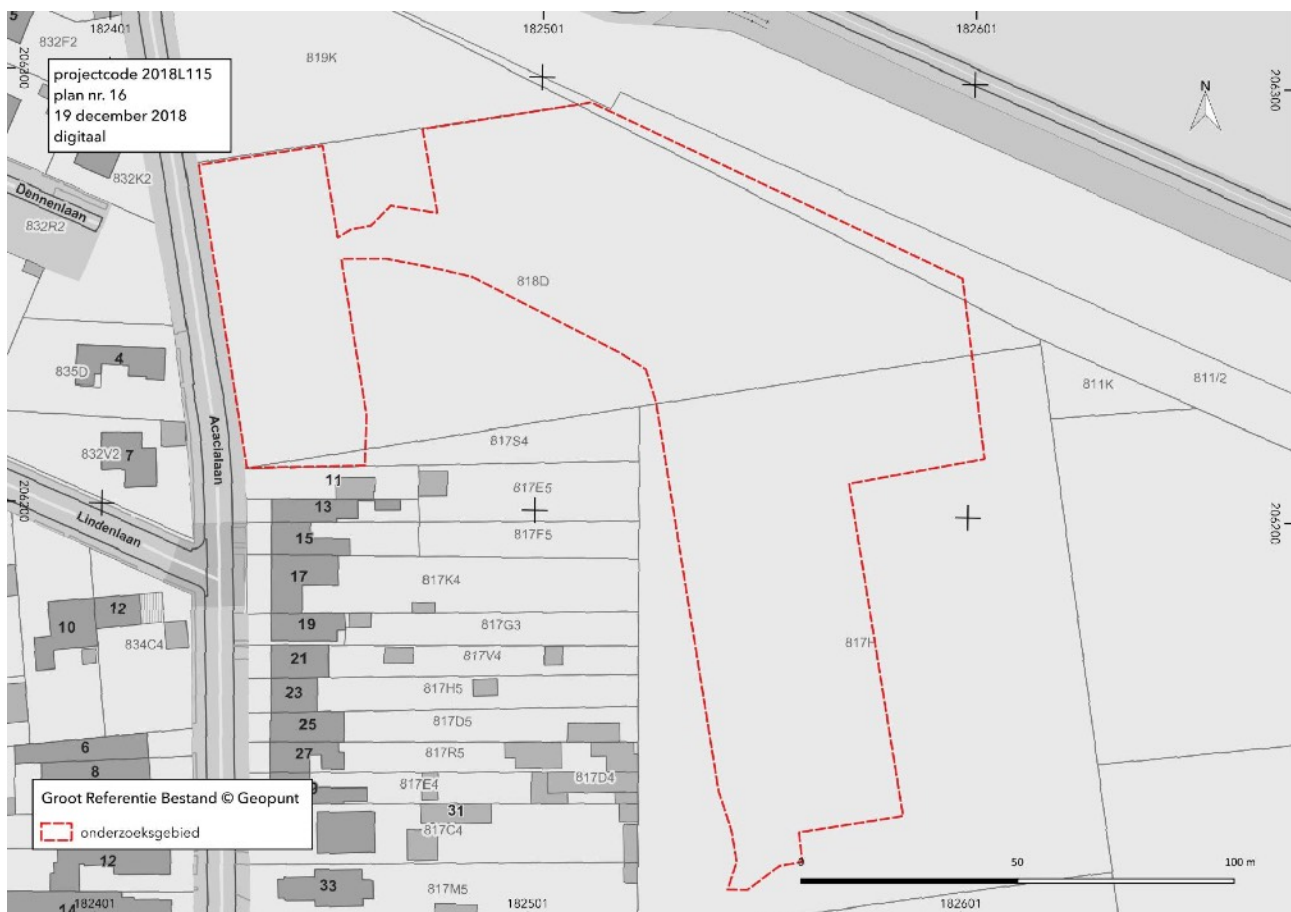 5
832F2
182401
182501
182601
819K
206300
206300
projectcode 2018L115
plan nr. 16
19 december 2018
digitaal
N
832K2
Dennenlaan
832R2
818D
4
835D
811K
811/2
Acacialaan
817S4
832V2
7
11
817E5
206200
206200
13
817F5
Lindenlaan
15
17
817K4
12
10
19
817G3
834C4
817H
21
817V4
23
817H5
25
817D5
6
27
817R5
8
817D4
9
817E4
Groot Referentie Bestand © Geopunt
onderzoeksgebied
31
817C4
0
50
100 m
12
33
817M5
14
182401
182501
182601